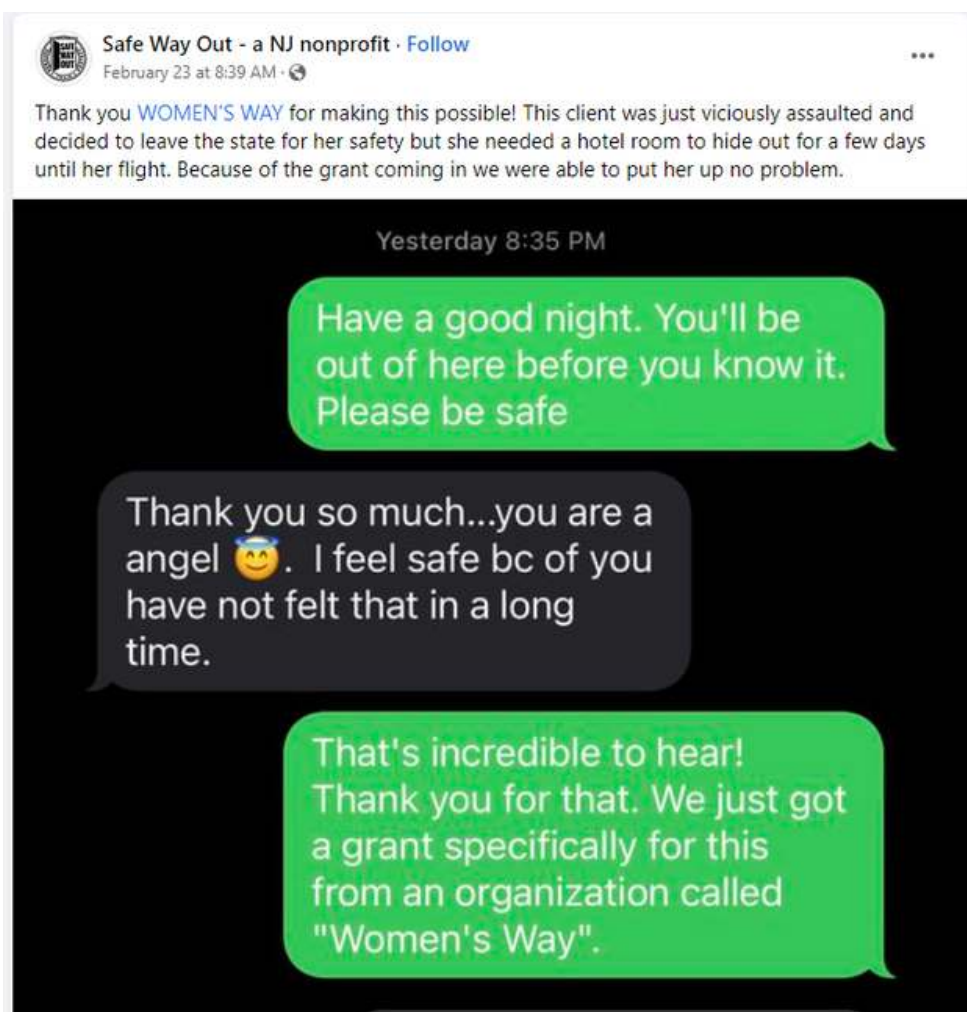 Safe Way Out - a NJ nonprofit · Follow
February 23 at 8:39 AM ·
Thank you WOMEN'S WAY for making this possible! This client was just viciously assaulted and
decided to leave the state for her safety but she needed a hotel room to hide out for a few days
until her flight. Because of the grant coming in we were able to put her up no problem.
Yesterday 8:35 PM
Have a good night. You'll be
out of here before you know it.
Please be safe
Thank you so much...you are a
angel 😇. I feel safe bc of you
have not felt that in a long
time.
That's incredible to hear!
Thank you for that. We just got
a grant specifically for this
from an organization called
"Women's Way".